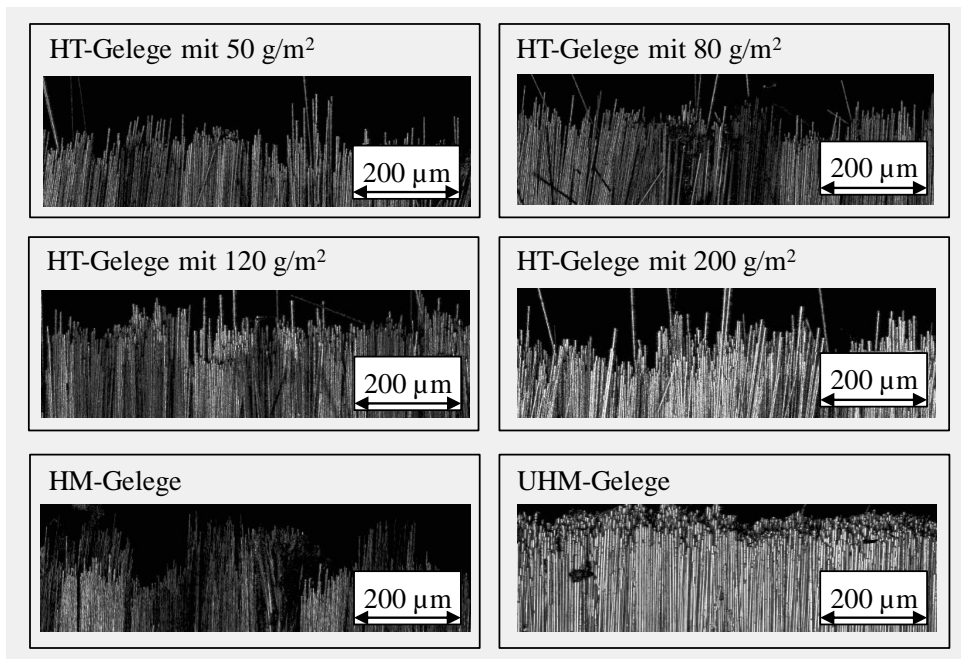 HT-Gelege mit 50 g/m²
200 µm
HT-Gelege mit 80 g/m²
200 µm
HT-Gelege mit 120 g/m²
200 µm
HT-Gelege mit 200 g/m²
200 µm
HM-Gelege
200 µm
UHM-Gelege
200 µm